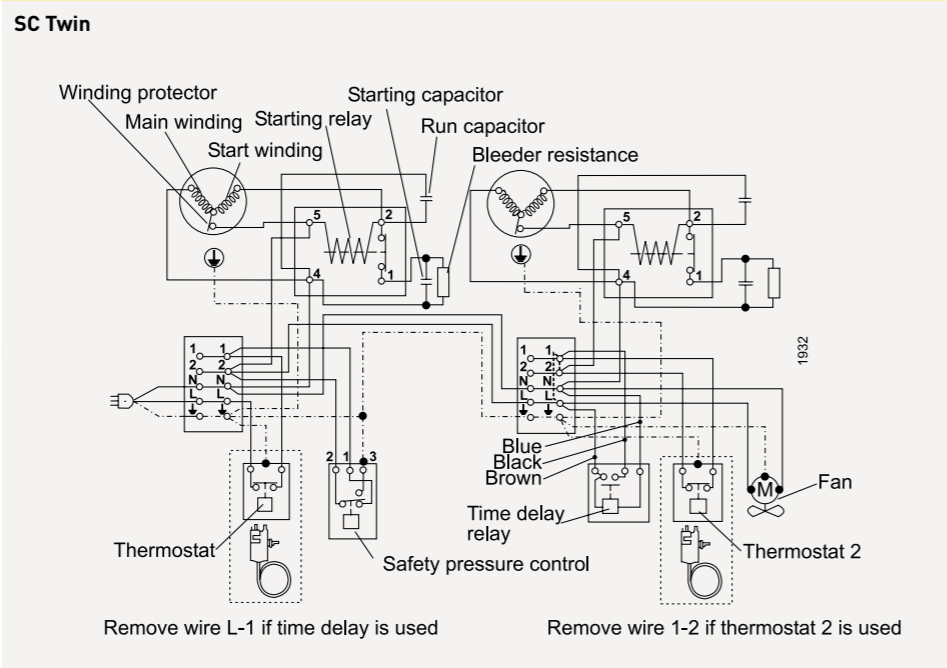 SC Twin
Winding protector
Main winding
Start winding
Starting relay
Starting capacitor
Run capacitor
Bleeder resistance
5
2
4
1
5
2
4
1
1932
1 1
2 2
N N
L L
1 1
2 2
N N
L L
2 1 3
Blue
Black
Brown
Time delay
relay
M
Fan
Thermostat
Safety pressure control
Thermostat 2
Remove wire L-1 if time delay is used
Remove wire 1-2 if thermostat 2 is used